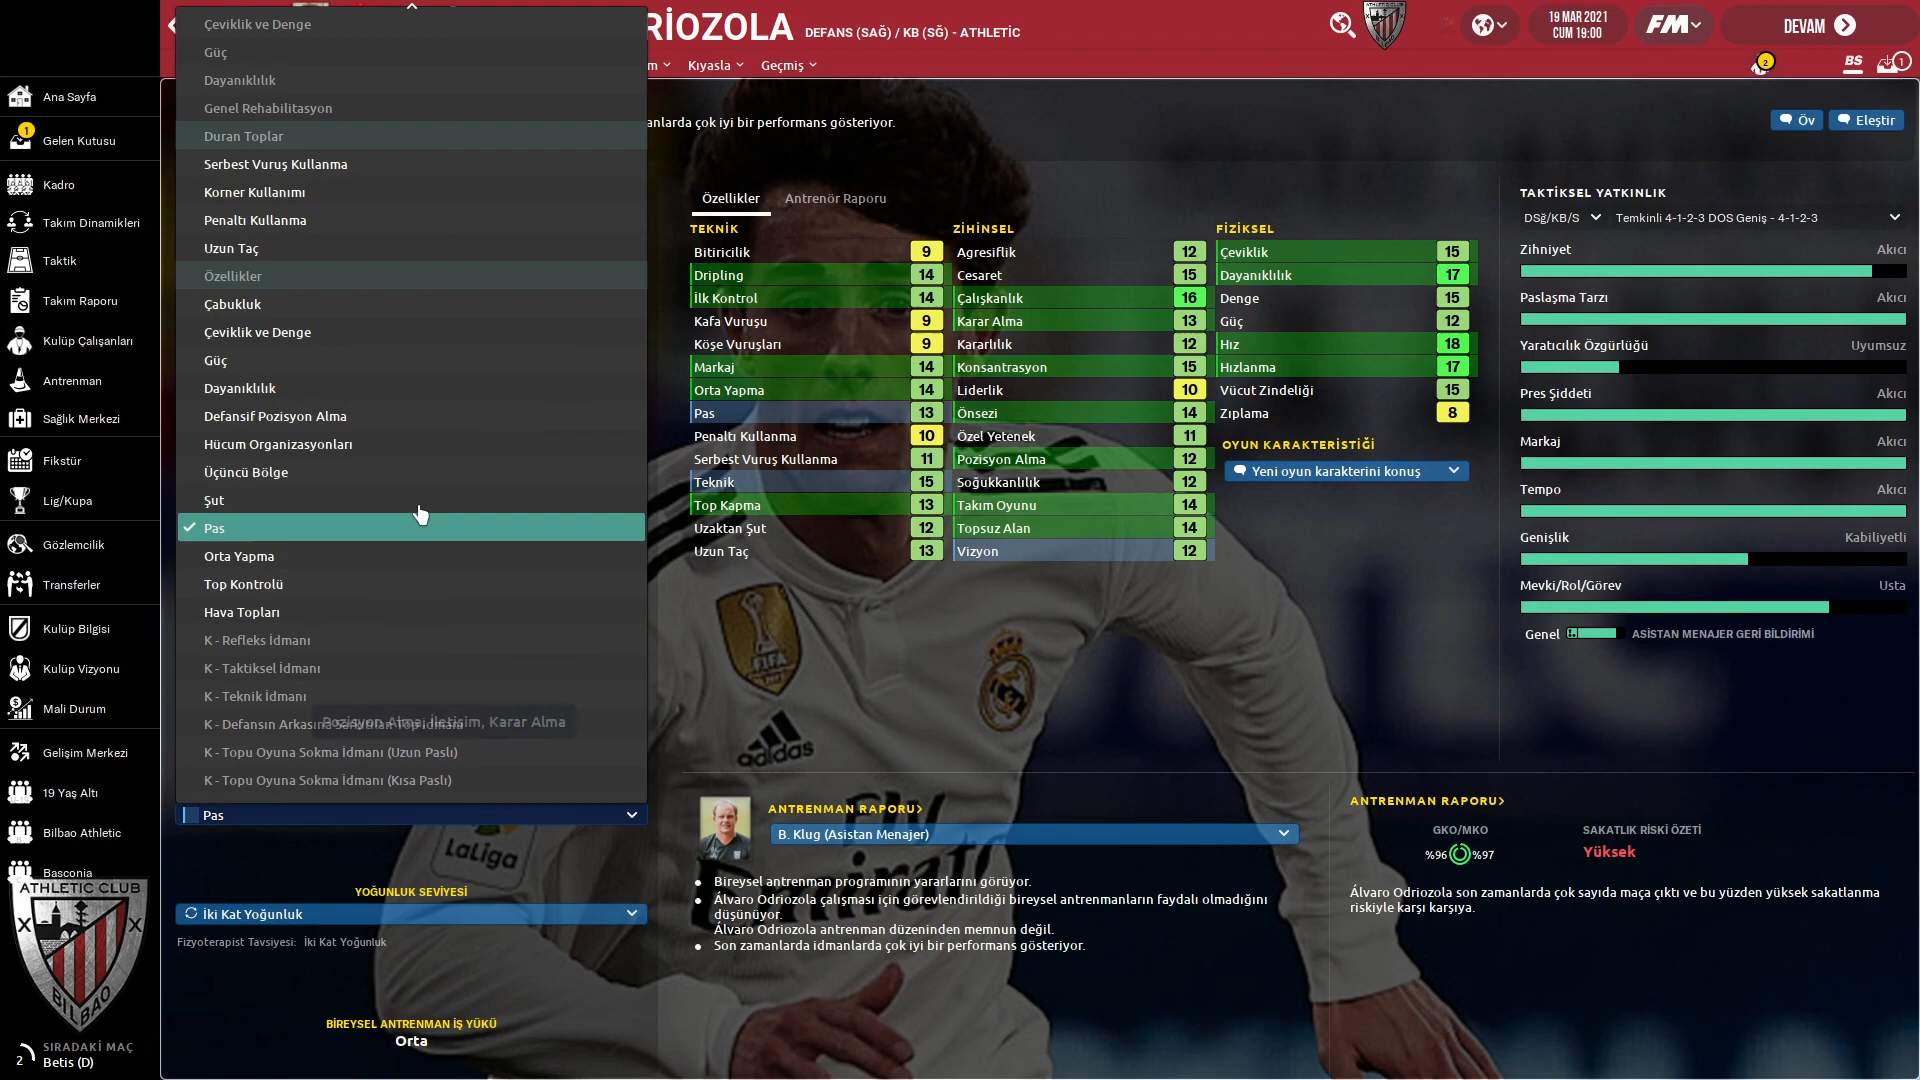 RİOZOLA
DEFANS (SAĞ) / KB (SĞ) - ATHLETIC
19 MAR 2021
CUM 19:00
FM
DEVAM
Kıyasla
Geçmiş
2
BS
1
Ana Sayfa
1
Gelen Kutusu
Kadro
Takım Dinamikleri
Taktik
Takım Raporu
Kulüp Çalışanları
Antrenman
Sağlık Merkezi
Fikstür
Lig/Kupa
Gözlemcilik
Transferler
Kulüp Bilgisi
Kulüp Vizyonu
Mali Durum
Gelişim Merkezi
19 Yaş Altı
Bilbao Athletic
Basconia
ATHLETIC CLUB
BILBAO
SIRADAKİ MAÇ
2
Betis (D)
Çeviklik ve Denge
Güç
Dayanıklılık
Genel Rehabilitasyon
Duran Toplar
Serbest Vuruş Kullanma
Korner Kullanımı
Penaltı Kullanma
Uzun Taç
Özellikler
Çabukluk
Çeviklik ve Denge
Güç
Dayanıklılık
Defansif Pozisyon Alma
Hücum Organizasyonları
Üçüncü Bölge
Şut
Pas
Orta Yapma
Top Kontrolü
Hava Topları
K - Refleks İdmanı
K - Taktiksel İdmanı
K - Teknik İdmanı
K - Defansın Arkasına Sarkıtılan Top İdmanı
Pozisyon Alma, İletişim, Karar Alma
K - Topu Oyuna Sokma İdmanı (Uzun Paslı)
K - Topu Oyuna Sokma İdmanı (Kısa Paslı)
Pas
YOĞUNLUK SEVİYESİ
İki Kat Yoğunluk
Fizyoterapist Tavsiyesi: İki Kat Yoğunluk
BİREYSEL ANTRENMAN İŞ YÜKÜ
Orta
anlarda çok iyi bir performans gösteriyor.
Öv
Eleştir
Özellikler
Antrenör Raporu
TEKNİK
Bitiricilik 9
Dripling 14
İlk Kontrol 14
Kafa Vuruşu 9
Köşe Vuruşları 9
Markaj 14
Orta Yapma 14
Pas 13
Penaltı Kullanma 10
Serbest Vuruş Kullanma 11
Teknik 15
Top Kapma 13
Uzaktan Şut 12
Uzun Taç 13
ZİHİNSEL
Agresiflik 12
Cesaret 15
Çalışkanlık 16
Karar Alma 13
Kararlılık 12
Konsantrasyon 15
Liderlik 10
Önsezi 14
Özel Yetenek 11
Pozisyon Alma 12
Soğukkanlılık 12
Takım Oyunu 14
Topsuz Alan 14
Vizyon 12
FİZİKSEL
Çeviklik 15
Dayanıklılık 17
Denge 15
Güç 12
Hız 18
Hızlanma 17
Vücut Zindeliği 15
Zıplama 8
OYUN KARAKTERİSTİĞİ
Yeni oyun karakterini konuş
TAKTİKSEL YATKINLIK
DSğ/KB/S
Temkinli 4-1-2-3 DOS Geniş - 4-1-2-3
Zihniyet Akıcı
Paslaşma Tarzı Akıcı
Yaratıcılık Özgürlüğü Uyumsuz
Pres Şiddeti Akıcı
Markaj Akıcı
Tempo Akıcı
Genişlik Kabiliyetli
Mevki/Rol/Görev Usta
Genel
ASİSTAN MENAJER GERİ BİLDİRİMİ
FIFA
adidas
LaLiga
Emirates
ANTRENMAN RAPORU>
B. Klug (Asistan Menajer)
Bireysel antrenman programının yararlarını görüyor.
Álvaro Odriozola çalışması için görevlendirildiği bireysel antrenmanların faydalı olmadığını
düşünüyor.
Álvaro Odriozola antrenman düzeninden memnun değil.
Son zamanlarda idmanlarda çok iyi bir performans gösteriyor.
ANTRENMAN RAPORU>
GKO/MKO
%96 %97
SAKATLIK RİSKİ ÖZETİ
Yüksek
Álvaro Odriozola son zamanlarda çok sayıda maça çıktı ve bu yüzden yüksek sakatlanma
riskiyle karşı karşıya.